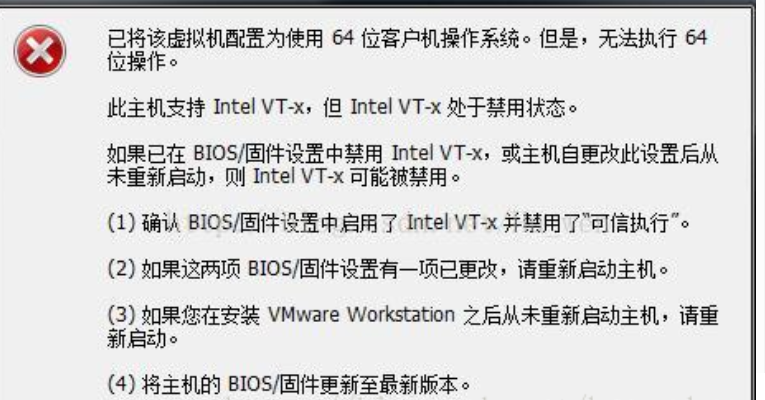 已将该虚拟机配置为使用 64 位客户机操作系统。但是，无法执行 64
位操作。
此主机支持 Intel VT-x，但 Intel VT-x 处于禁用状态。
如果已在 BIOS/固件设置中禁用 Intel VT-x，或主机自更改此设置后从
未重新启动，则 Intel VT-x 可能被禁用。
(1) 确认 BIOS/固件设置中启用了 Intel VT-x 并禁用了“可信执行”。
(2) 如果这两项 BIOS/固件设置有一项已更改，请重新启动主机。
(3) 如果您在安装 VMware Workstation 之后从未重新启动主机，请重
新启动。
(4) 将主机的 BIOS/固件更新至最新版本。